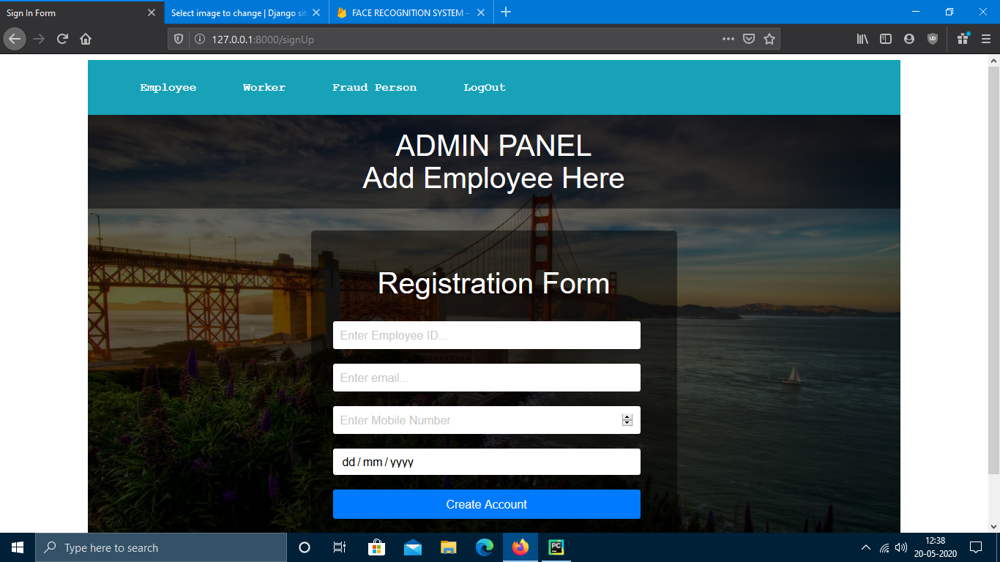 Sign In Form
Select image to change | Django sit
FACE RECOGNITION SYSTEM –
127.0.0.1:8000/signUp
Employee Worker Fraud Person LogOut
ADMIN PANEL
Add Employee Here
Registration Form
Enter Employee ID...
Enter email...
Enter Mobile Number
dd / mm / yyyy
Create Account
Type here to search
PC
12:38
20-05-2020